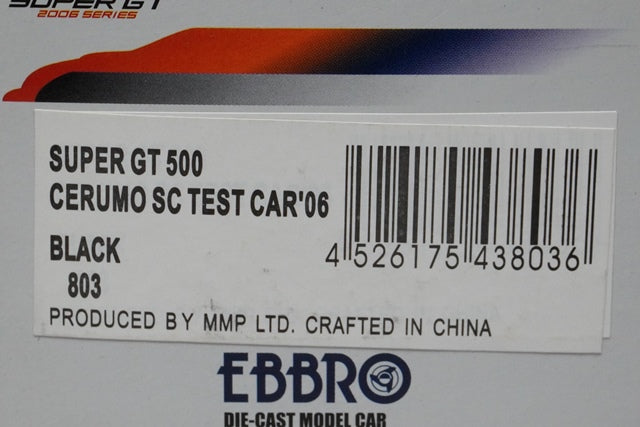 SUPER GT
2006 SERIES
SUPER GT 500
CERUMO SC TEST CAR'06
BLACK
803
4 526175 438036
PRODUCED BY MMP LTD. CRAFTED IN CHINA
EBBRO
DIE-CAST MODEL CAR